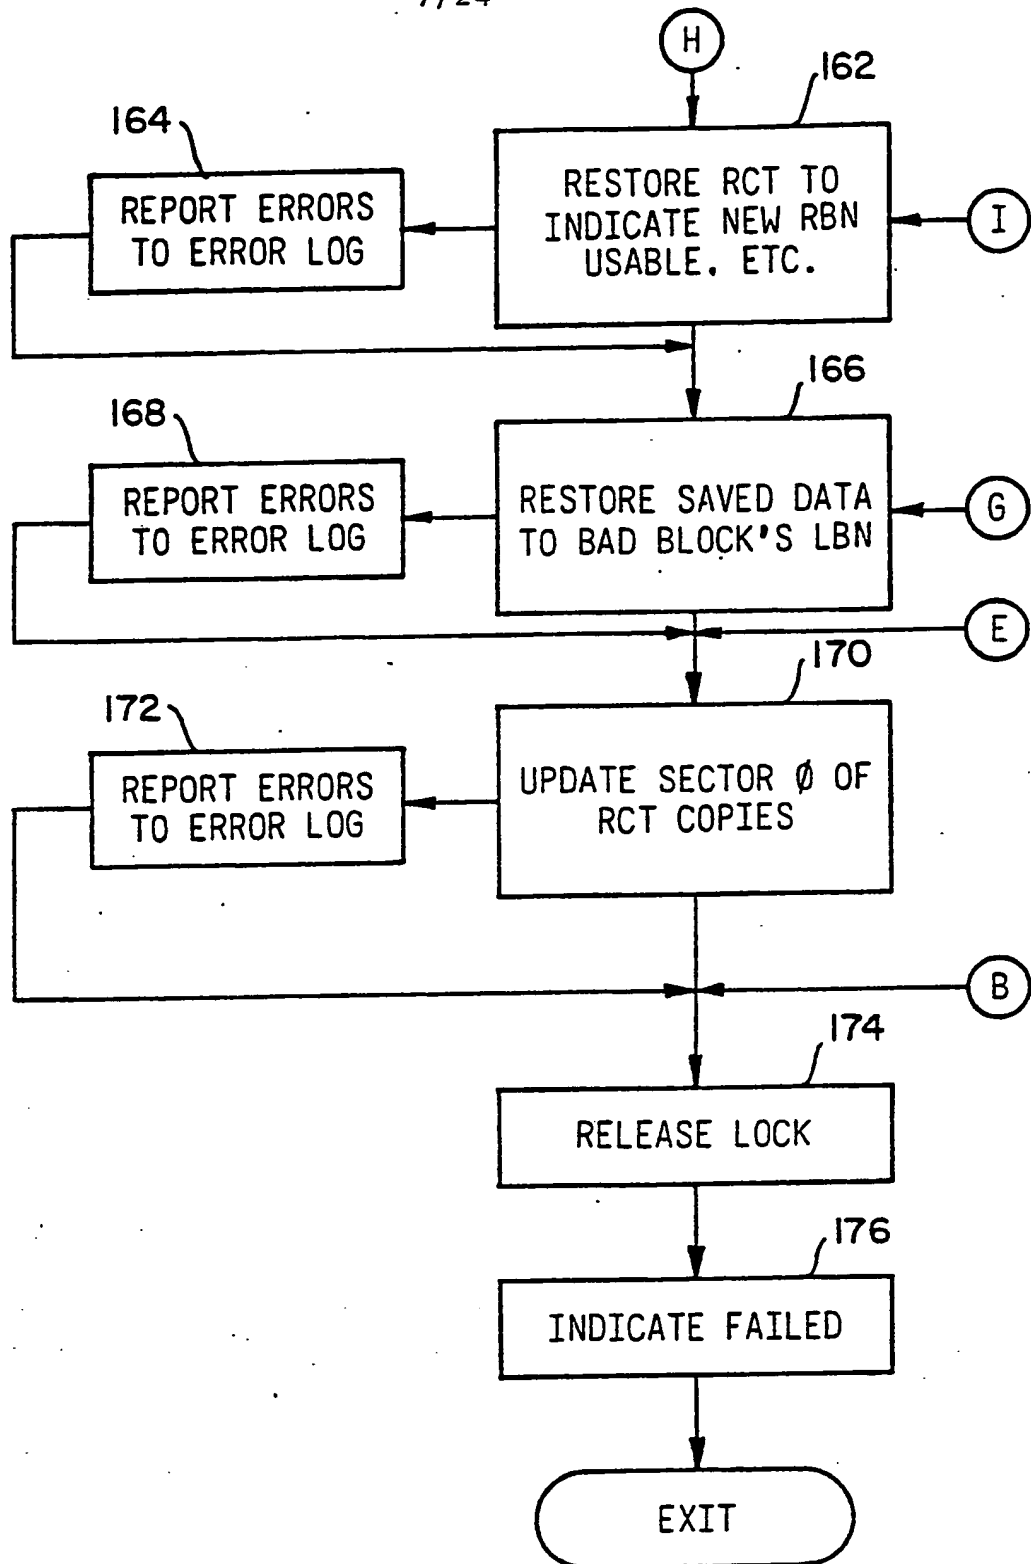 7/24
H
162
164
RESTORE RCT TO
INDICATE NEW RBN
USABLE, ETC.
I
REPORT ERRORS
TO ERROR LOG
166
168
RESTORE SAVED DATA
TO BAD BLOCK'S LBN
G
REPORT ERRORS
TO ERROR LOG
E
170
172
UPDATE SECTOR Ø OF
RCT COPIES
REPORT ERRORS
TO ERROR LOG
B
174
RELEASE LOCK
176
INDICATE FAILED
EXIT